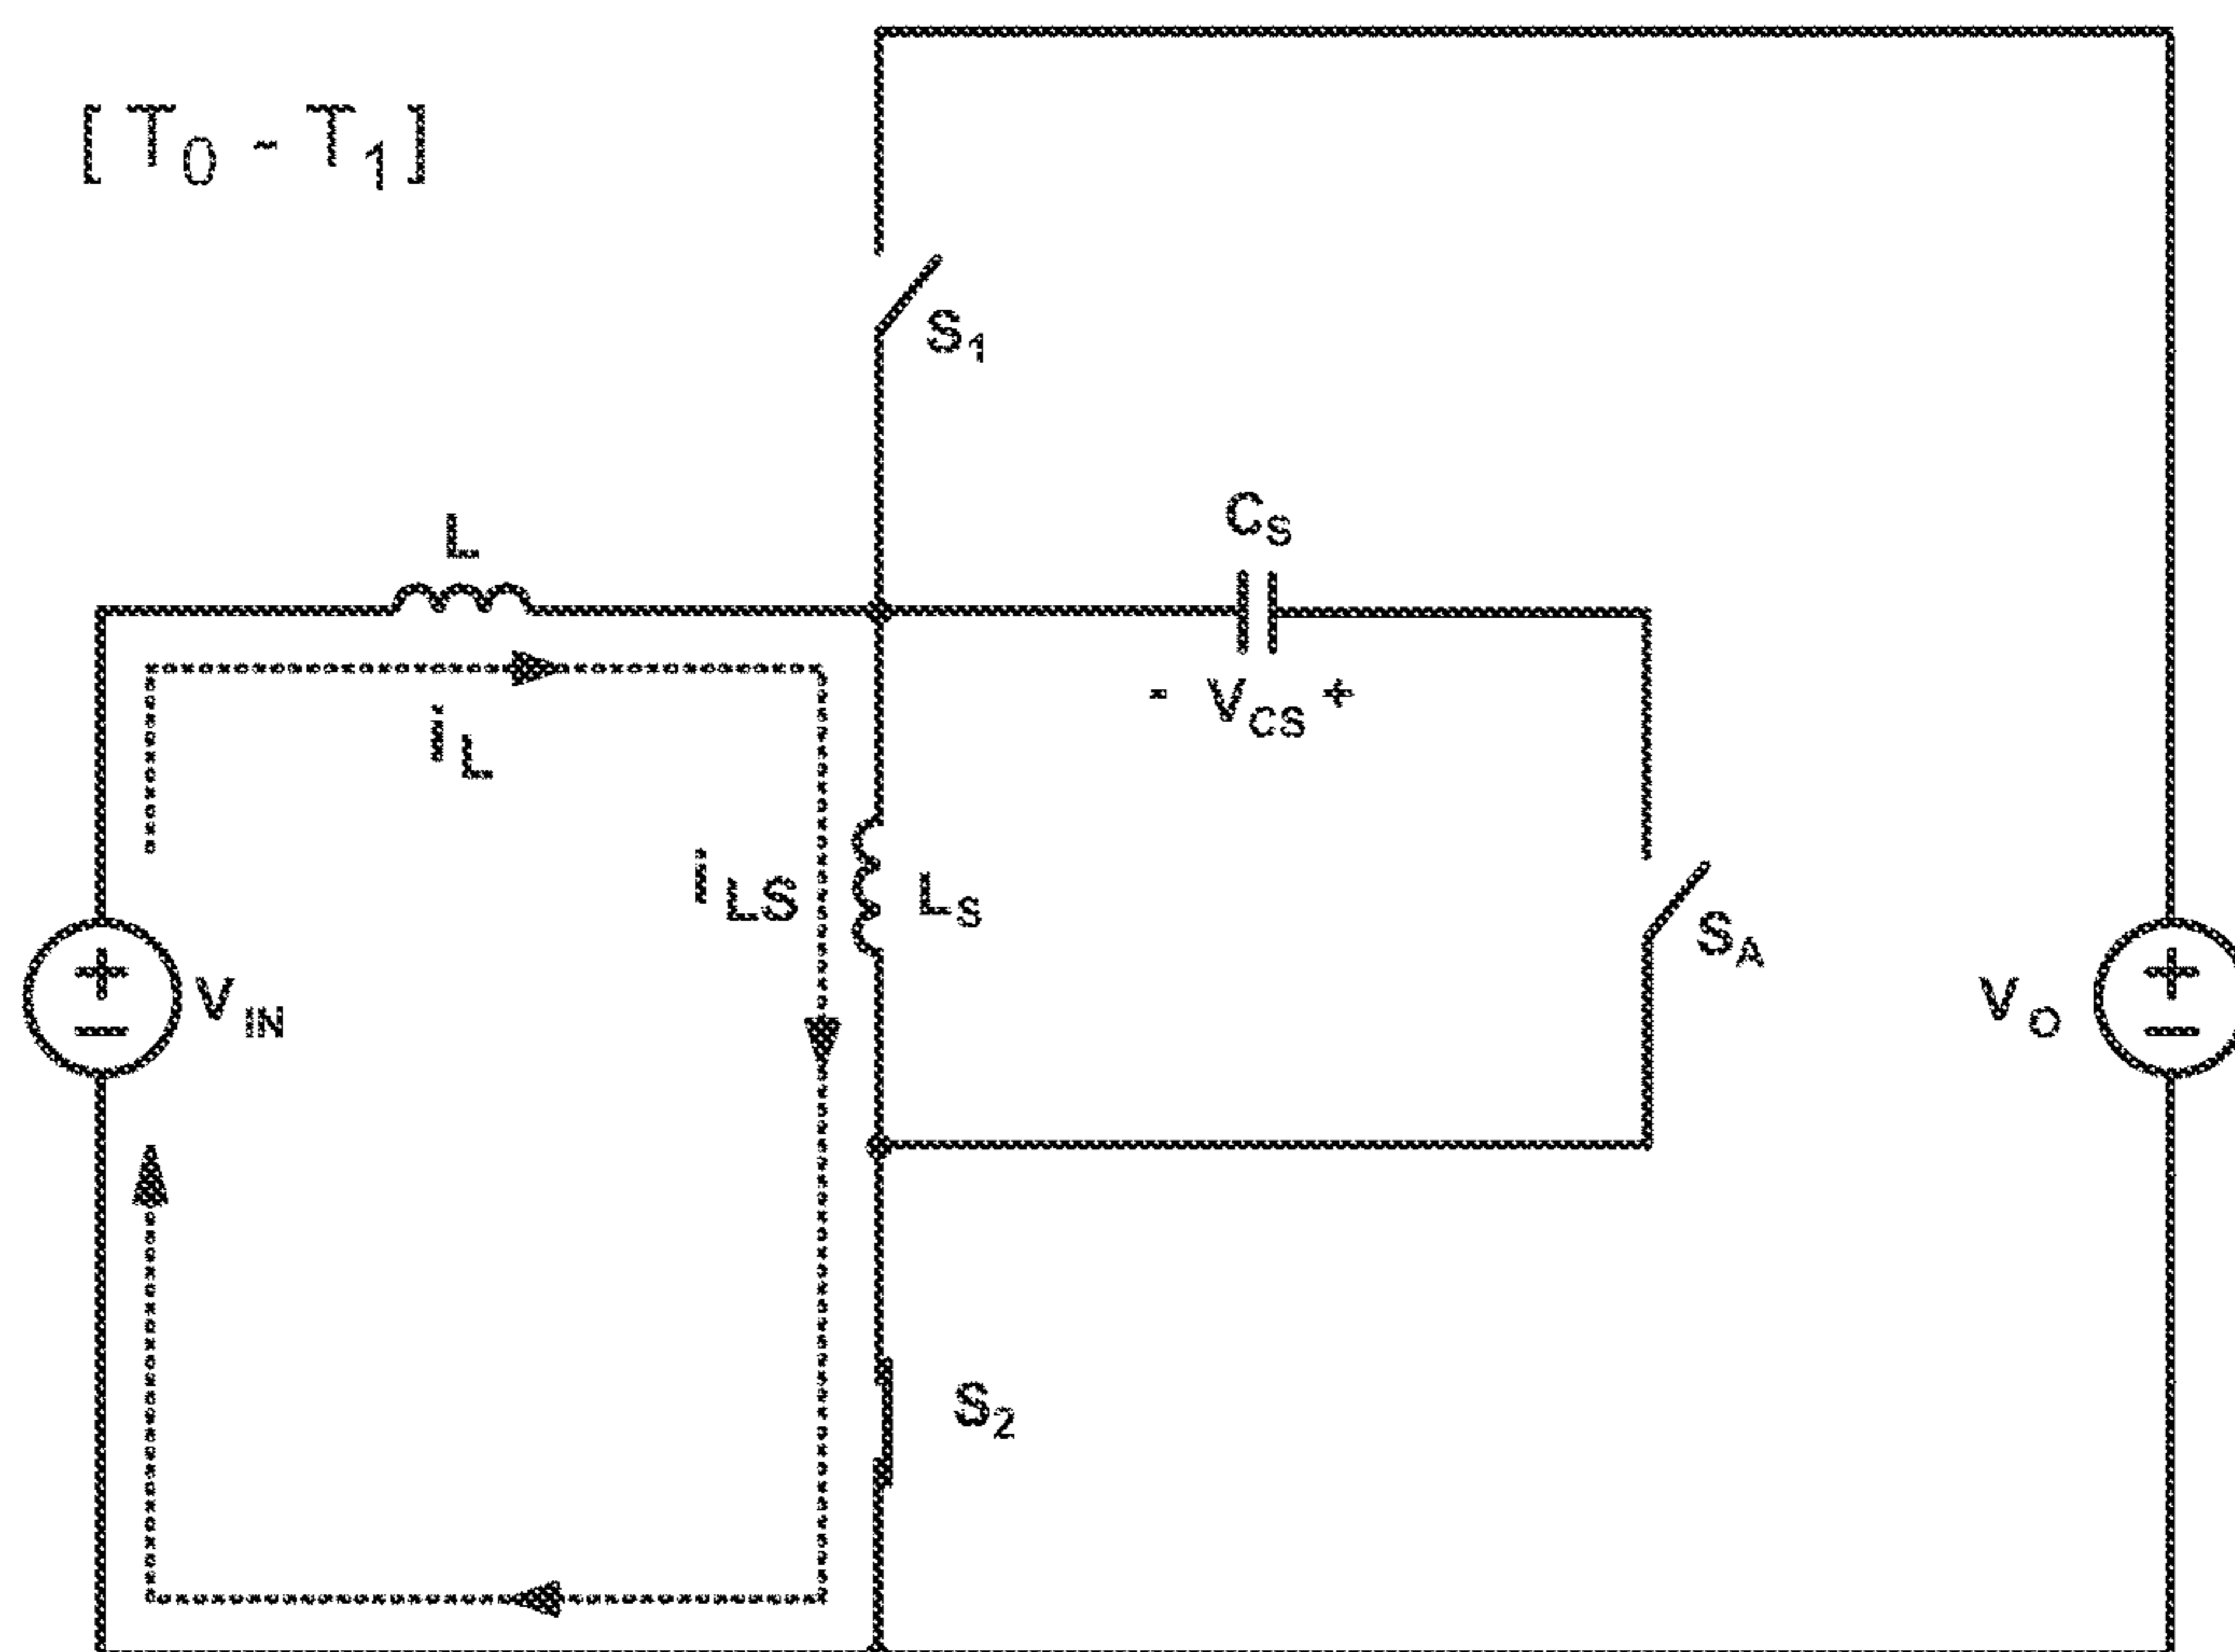 [ T0 - T1 ]
S1
L
CS
- VCS +
iL
iLS
LS
SA
+
−
VIN
VO
+
−
S2